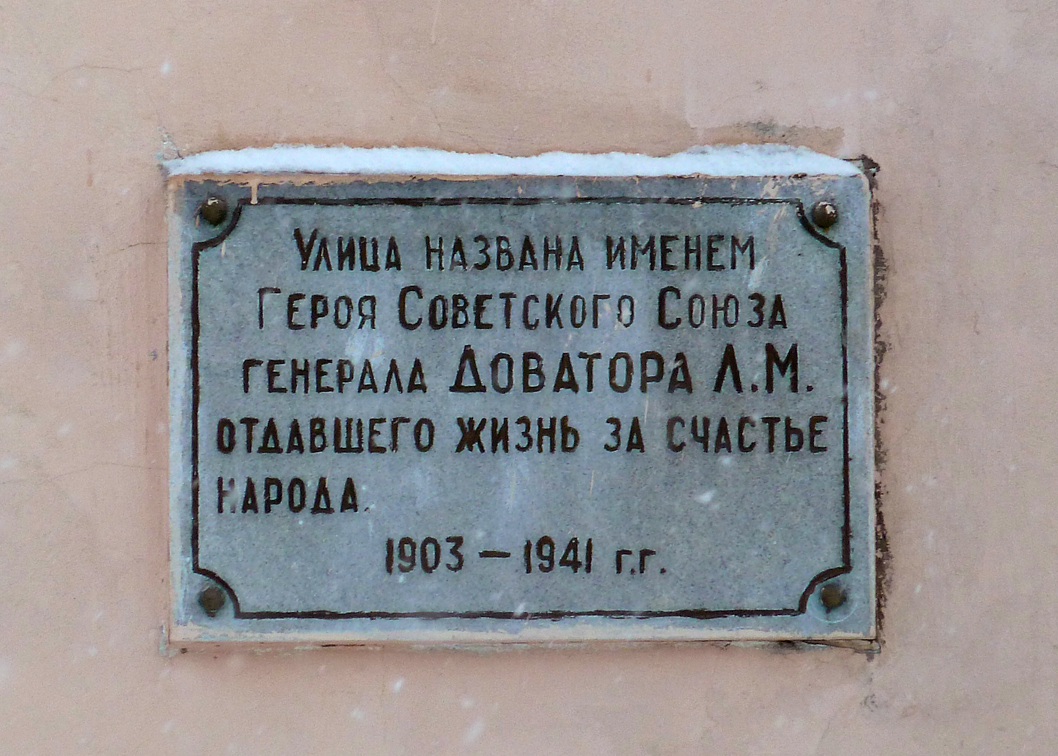 Улица названа именем
Героя Советского Союза
генерала Доватора Л.М.
отдавшего жизнь за счастье
народа.
1903 — 1941 г.г.